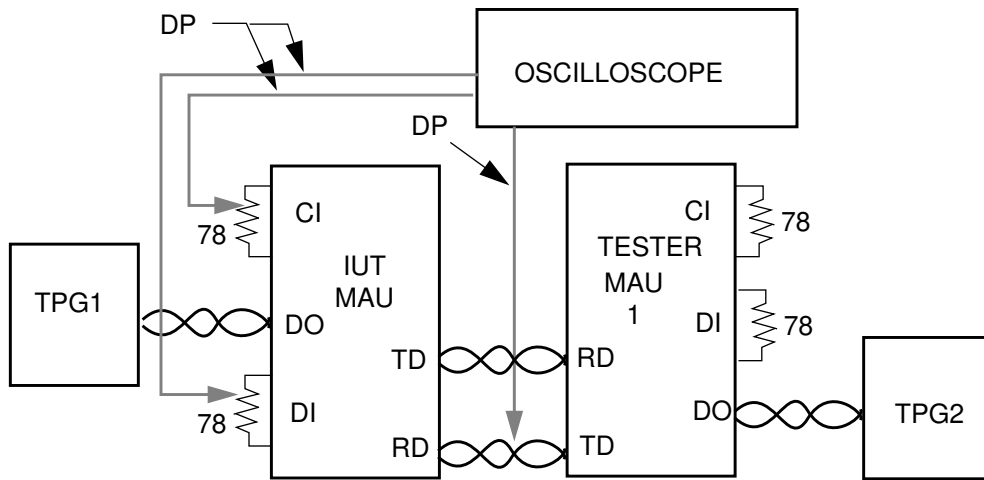 DP
OSCILLOSCOPE
DP
CI
78
IUT
MAU
TPG1
DO
TD
78
DI
RD
CI
78
TESTER
MAU
1
DI
78
RD
DO
TD
TPG2